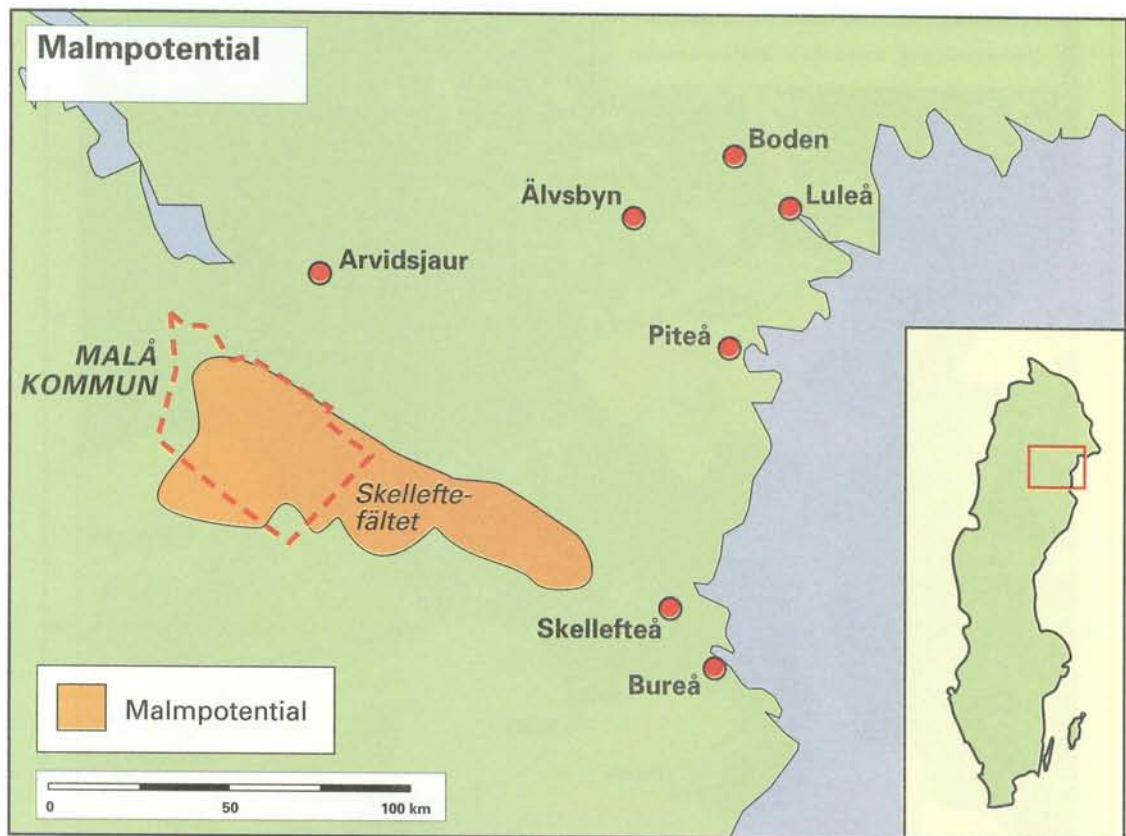 Malmpotential
Boden
Älvsbyn
Luleå
Arvidsjaur
Piteå
MALÅ
KOMMUN
Skellefte-
fältet
Skellefteå
Bureå
Malmpotential
0 50 100 km